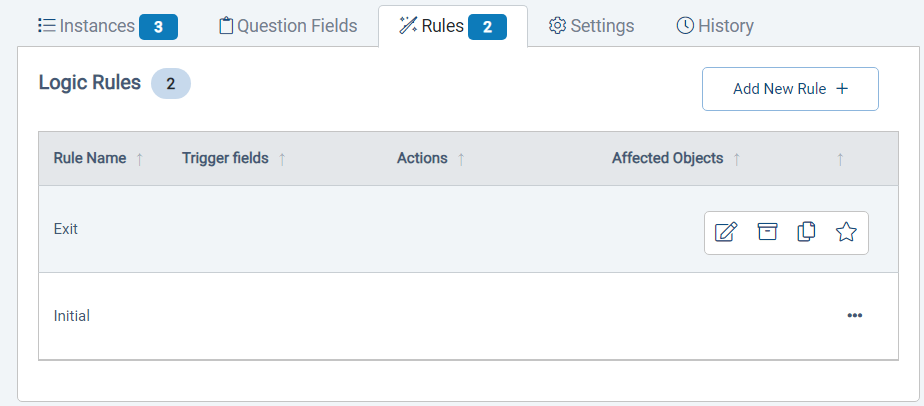 Instances 3 Question Fields Rules 2 Settings History
Logic Rules 2
Add New Rule +
Rule Name ↑ Trigger fields ↑ Actions ↑ Affected Objects ↑ ↑
Exit
Initial •••